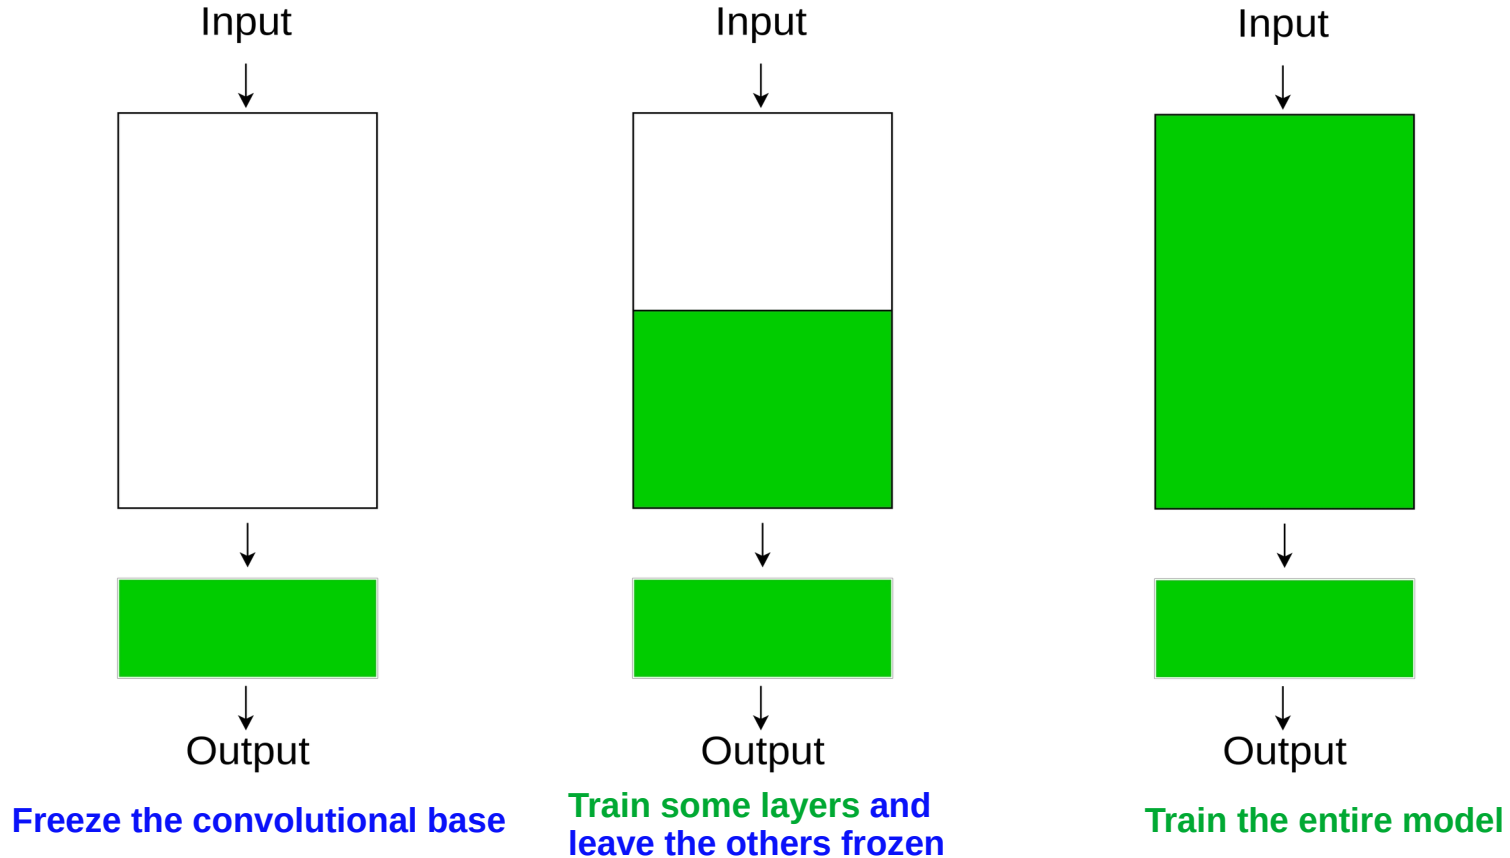 Input
Input
Input
Output
Output
Output
Freeze the convolutional base
Train some layers and
leave the others frozen
Train the entire model